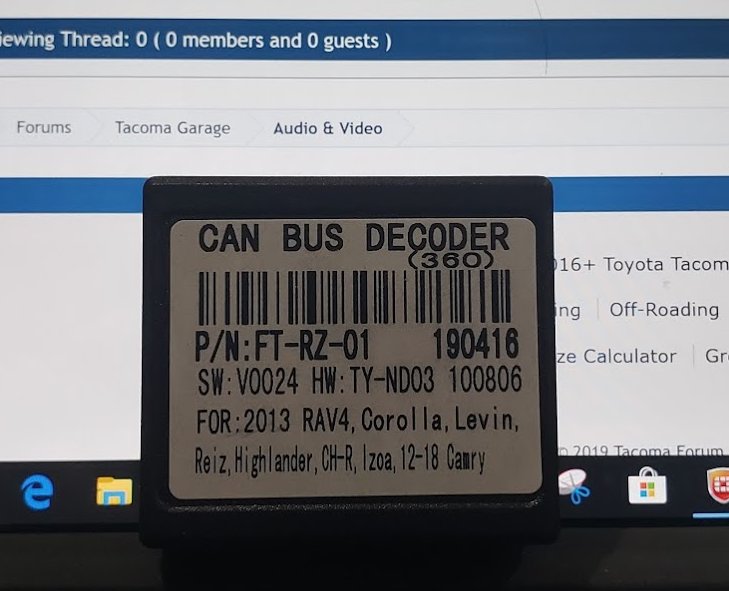 Viewing Thread: 0 ( 0 members and 0 guests )
Forums
Tacoma Garage
Audio & Video
CAN BUS DECODER
(360)
P/N:FT-RZ-01 190416
SW:V0024 HW:TY-ND03 100806
FOR:2013 RAV4, Corolla, Levin,
Reiz, Highlander, CH-R, Izoa, 12-18 Camry
16+ Toyota Tacom
ing
Off-Roading
ze Calculator
Gr
2019 Tacoma Forum